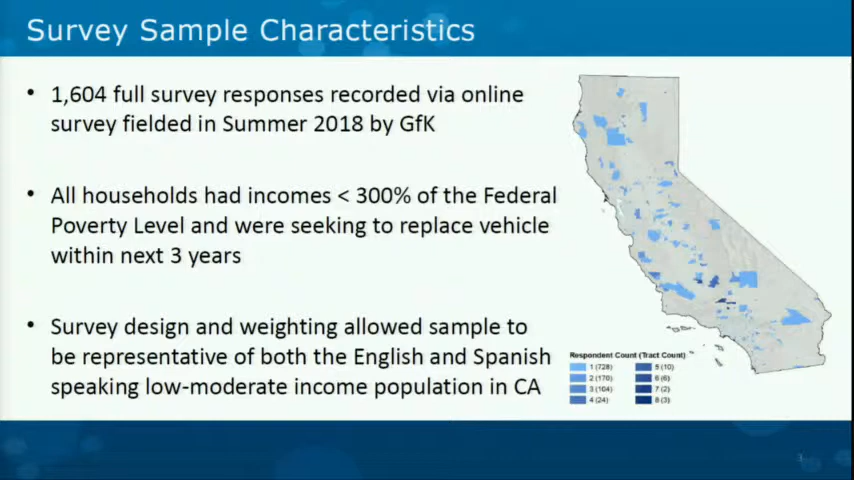 Survey Sample Characteristics
• 1,604 full survey responses recorded via online
survey fielded in Summer 2018 by GfK
• All households had incomes < 300% of the Federal
Poverty Level and were seeking to replace vehicle
within next 3 years
• Survey design and weighting allowed sample to
be representative of both the English and Spanish
speaking low-moderate income population in CA
Respondent Count (Tract Count)
1 (728)
2 (170)
3 (104)
4 (24)
5 (10)
6 (6)
7 (2)
8 (3)
3